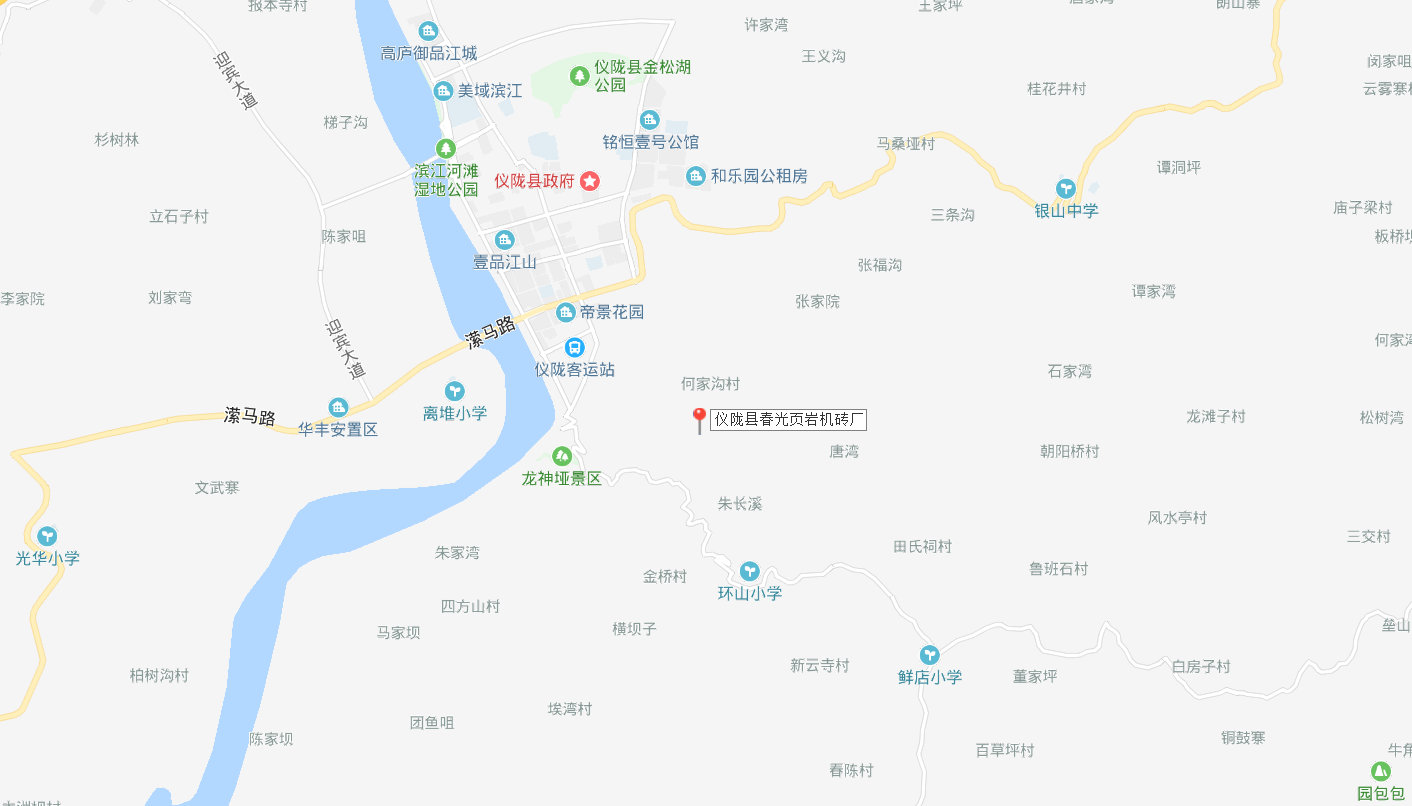 报本寺村
王家坪
朗山寨
许家湾
高庐御品江城
王义沟
迎宾大道
仪陇县金松湖
公园
闵家咀
美域滨江
桂花井村
梯子沟
杉树林
铭恒壹号公馆
马桑垭村
谭洞坪
滨江河滩
湿地公园
仪陇县政府
和乐园公租房
银山中学
庙子梁村
立石子村
三条沟
陈家咀
壹品江山
张福沟
李家院
刘家弯
张家院
谭家湾
帝景花园
潆马路
迎宾大道
仪陇客运站
石家湾
何家沟村
离堆小学
潆马路
华丰安置区
仪陇县春光页岩机砖厂
龙滩子村
松树湾
唐湾
朝阳桥村
龙神垭景区
文武寨
朱长溪
风水亭村
三交村
光华小学
朱家湾
田氏祠村
鲁班石村
金桥村
环山小学
四方山村
马家坝
横坝子
垒山
新云寺村
白房子村
柏树沟村
鲜店小学
董家坪
埃湾村
团鱼咀
陈家坝
百草坪村
铜鼓寨
春陈村
园包包